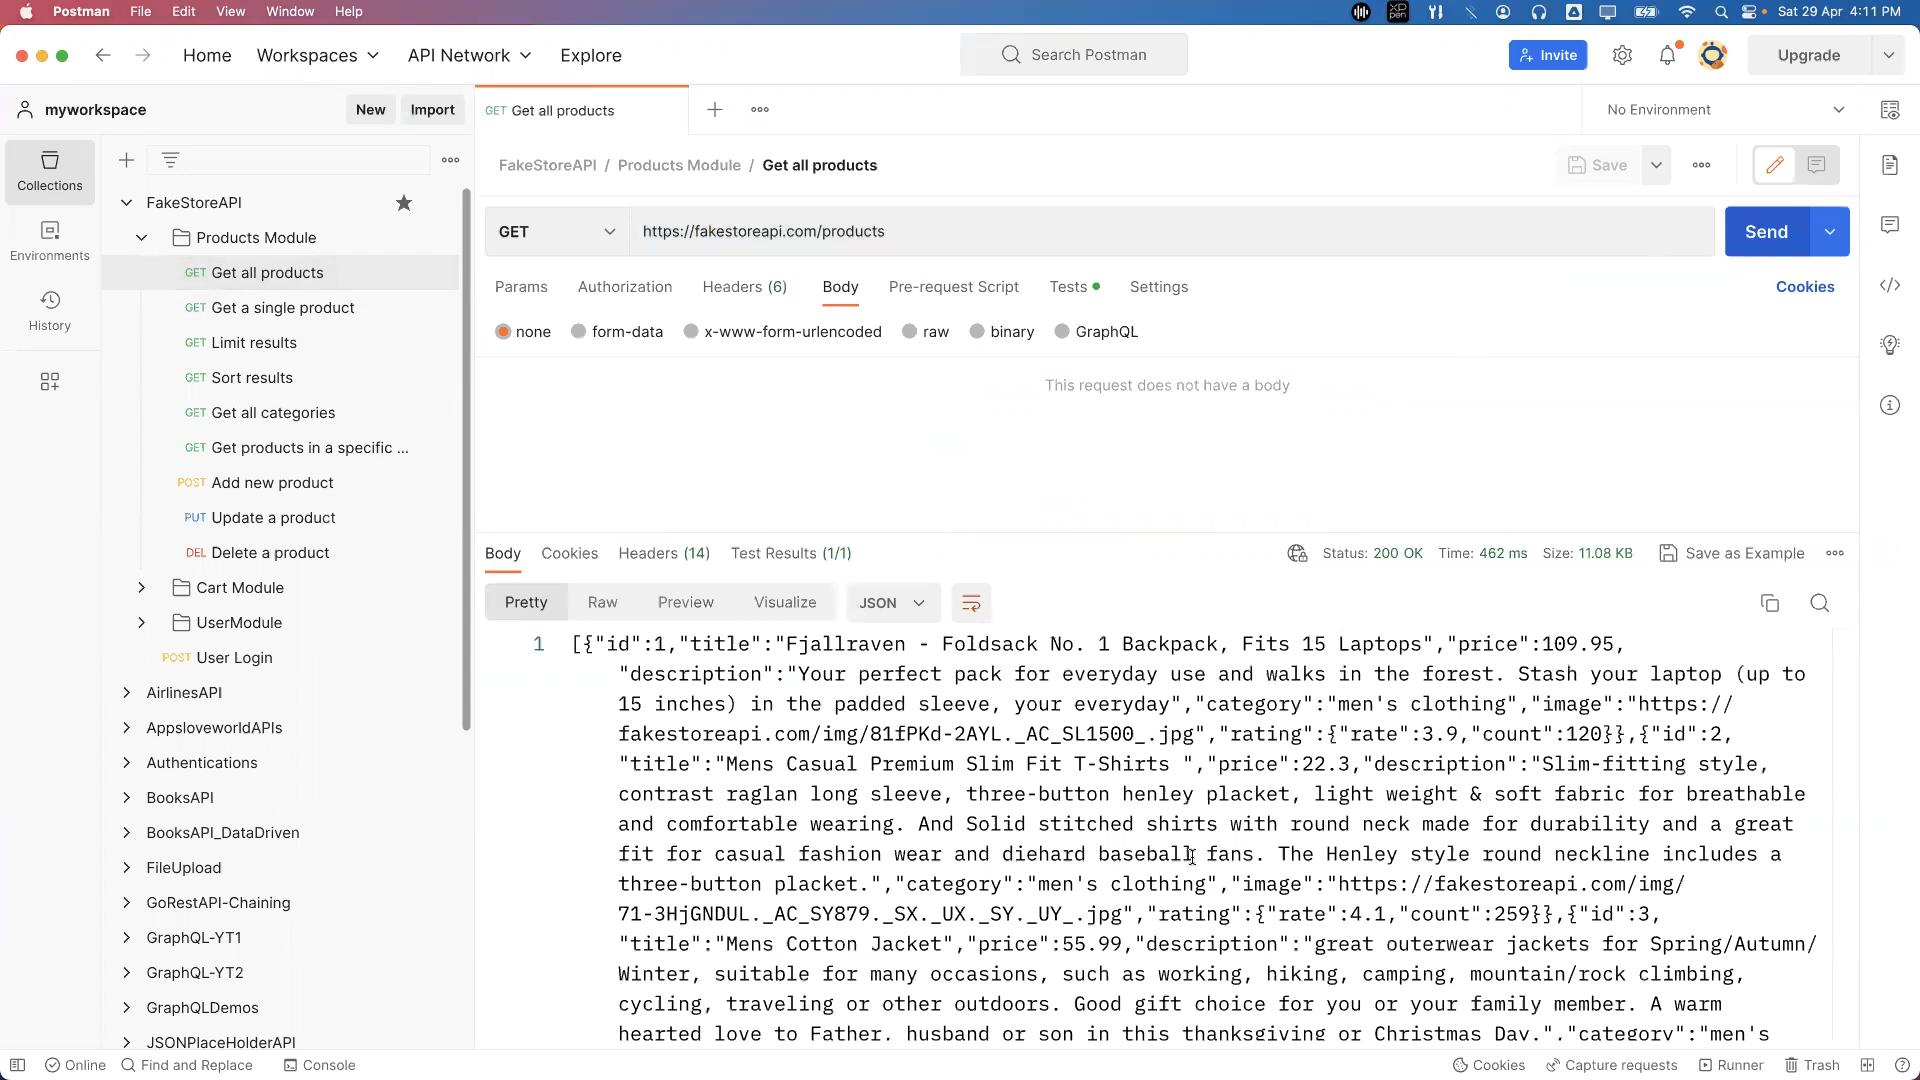 Postman File Edit View Window Help
XP pen
Sat 29 Apr 4:11 PM
Home Workspaces API Network Explore
Search Postman
Invite
Upgrade
myworkspace
New Import
GET Get all products
No Environment
Collections
Environments
History
FakeStoreAPI
Products Module
GET Get all products
GET Get a single product
GET Limit results
GET Sort results
GET Get all categories
GET Get products in a specific ...
POST Add new product
PUT Update a product
DEL Delete a product
Cart Module
UserModule
POST User Login
AirlinesAPI
AppsloveworldAPIs
Authentications
BooksAPI
BooksAPI_DataDriven
FileUpload
GoRestAPI-Chaining
GraphQL-YT1
GraphQL-YT2
GraphQLDemos
JSONPlaceHolderAPI
FakeStoreAPI / Products Module / Get all products
Save
GET https://fakestoreapi.com/products
Send
Params Authorization Headers (6) Body Pre-request Script Tests Settings
Cookies
none form-data x-www-form-urlencoded raw binary GraphQL
This request does not have a body
Body Cookies Headers (14) Test Results (1/1)
Status: 200 OK Time: 462 ms Size: 11.08 KB Save as Example
Pretty Raw Preview Visualize JSON
1 [{"id":1,"title":"Fjallraven - Foldsack No. 1 Backpack, Fits 15 Laptops","price":109.95,
"description":"Your perfect pack for everyday use and walks in the forest. Stash your laptop (up to
15 inches) in the padded sleeve, your everyday","category":"men's clothing","image":"https://
fakestoreapi.com/img/81fPKd-2AYL._AC_SL1500_.jpg","rating":{"rate":3.9,"count":120}},{"id":2,
"title":"Mens Casual Premium Slim Fit T-Shirts ","price":22.3,"description":"Slim-fitting style,
contrast raglan long sleeve, three-button henley placket, light weight & soft fabric for breathable
and comfortable wearing. And Solid stitched shirts with round neck made for durability and a great
fit for casual fashion wear and diehard baseball fans. The Henley style round neckline includes a
three-button placket.","category":"men's clothing","image":"https://fakestoreapi.com/img/
71-3HjGNDUL._AC_SY879._SX._UX._SY._UY_.jpg","rating":{"rate":4.1,"count":259}},{"id":3,
"title":"Mens Cotton Jacket","price":55.99,"description":"great outerwear jackets for Spring/Autumn/
Winter, suitable for many occasions, such as working, hiking, camping, mountain/rock climbing,
cycling, traveling or other outdoors. Good gift choice for you or your family member. A warm
hearted love to Father, husband or son in this thanksgiving or Christmas Day.","category":"men's
Online Find and Replace Console
Cookies Capture requests Runner Trash